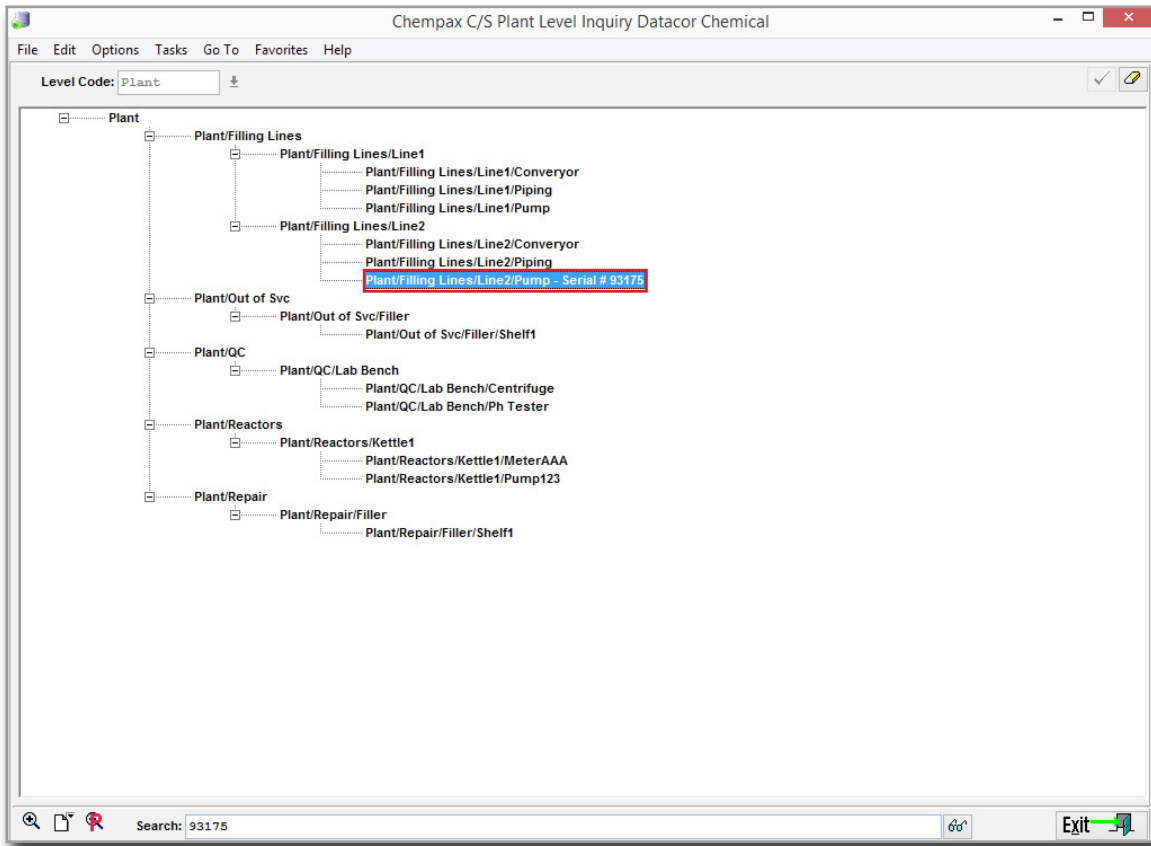 Chempax C/S Plant Level Inquiry Datacor Chemical
File Edit Options Tasks Go To Favorites Help
Level Code: Plant
Plant
Plant/Filling Lines
Plant/Filling Lines/Line1
Plant/Filling Lines/Line1/Converyor
Plant/Filling Lines/Line1/Piping
Plant/Filling Lines/Line1/Pump
Plant/Filling Lines/Line2
Plant/Filling Lines/Line2/Converyor
Plant/Filling Lines/Line2/Piping
Plant/Filling Lines/Line2/Pump - Serial # 93175
Plant/Out of Svc
Plant/Out of Svc/Filler
Plant/Out of Svc/Filler/Shelf1
Plant/QC
Plant/QC/Lab Bench
Plant/QC/Lab Bench/Centrifuge
Plant/QC/Lab Bench/Ph Tester
Plant/Reactors
Plant/Reactors/Kettle1
Plant/Reactors/Kettle1/MeterAAA
Plant/Reactors/Kettle1/Pump123
Plant/Repair
Plant/Repair/Filler
Plant/Repair/Filler/Shelf1
Search: 93175 Exit